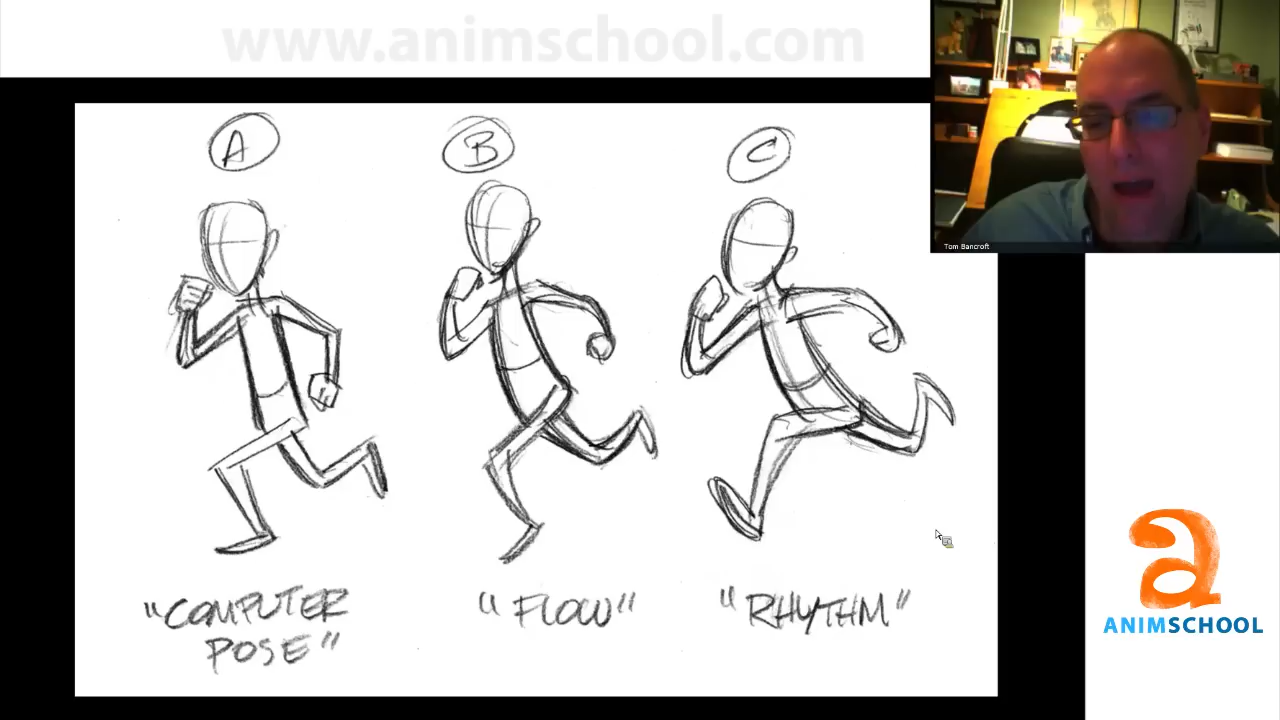 www.animschool.com
A
B
C
Tom Bancroft
"COMPUTER
POSE"
"FLOW"
"RHYTHM"
a
ANIMSCHOOL